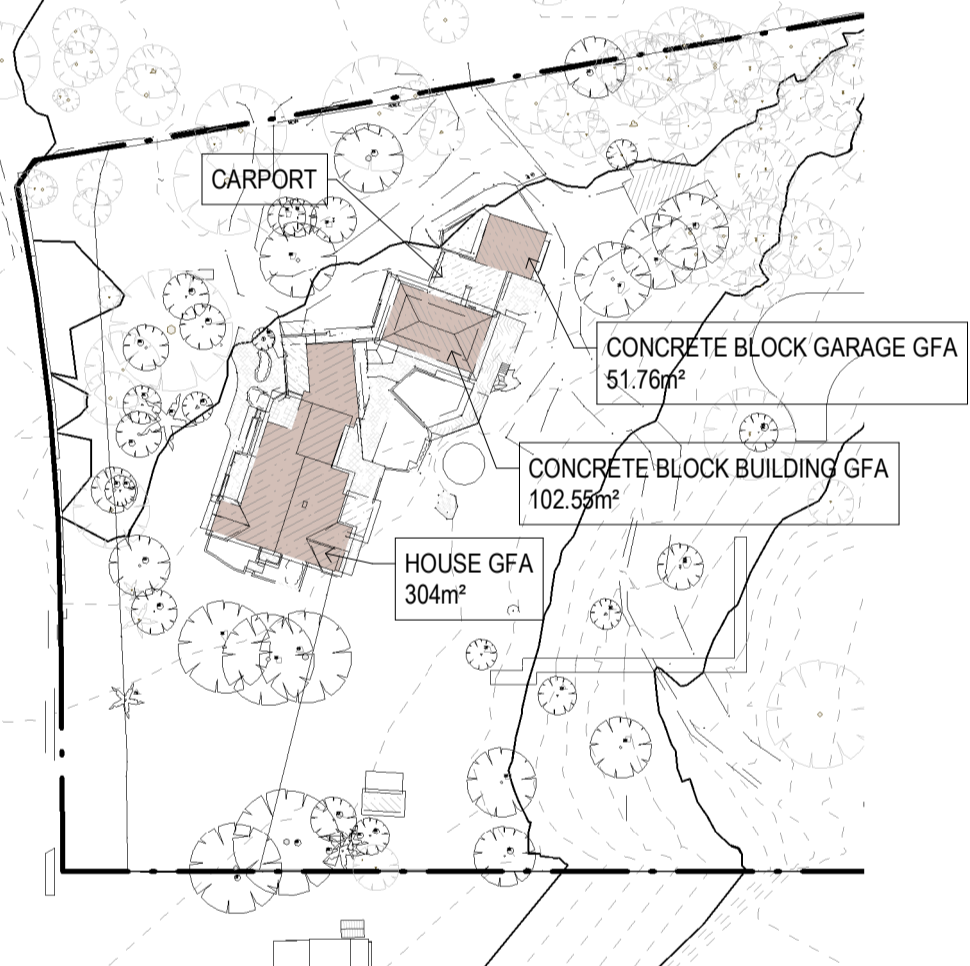 CARPORT
CONCRETE BLOCK GARAGE GFA
51.76m²
CONCRETE BLOCK BUILDING GFA
102.55m²
HOUSE GFA
304m²